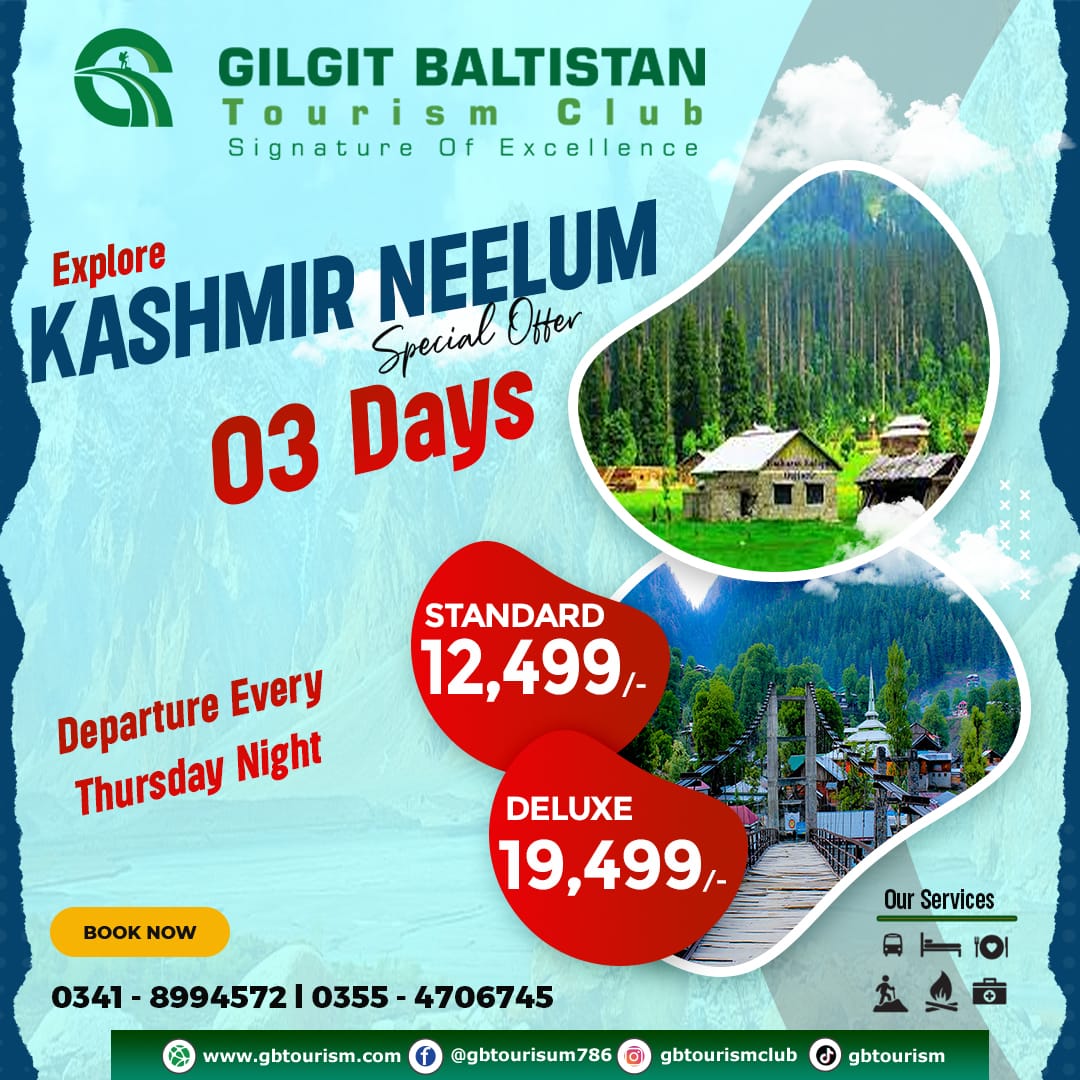 GILGIT BALTISTAN
Tourism Club
Signature Of Excellence
Explore
KASHMIR NEELUM
Special Offer
03 Days
STANDARD
12,499/-
Departure Every
Thursday Night
DELUXE
19,499/-
Our Services
BOOK NOW
0341 - 8994572 l 0355 - 4706745
www.gbtourism.com @gbtourisum786 gbtourismclub gbtourism